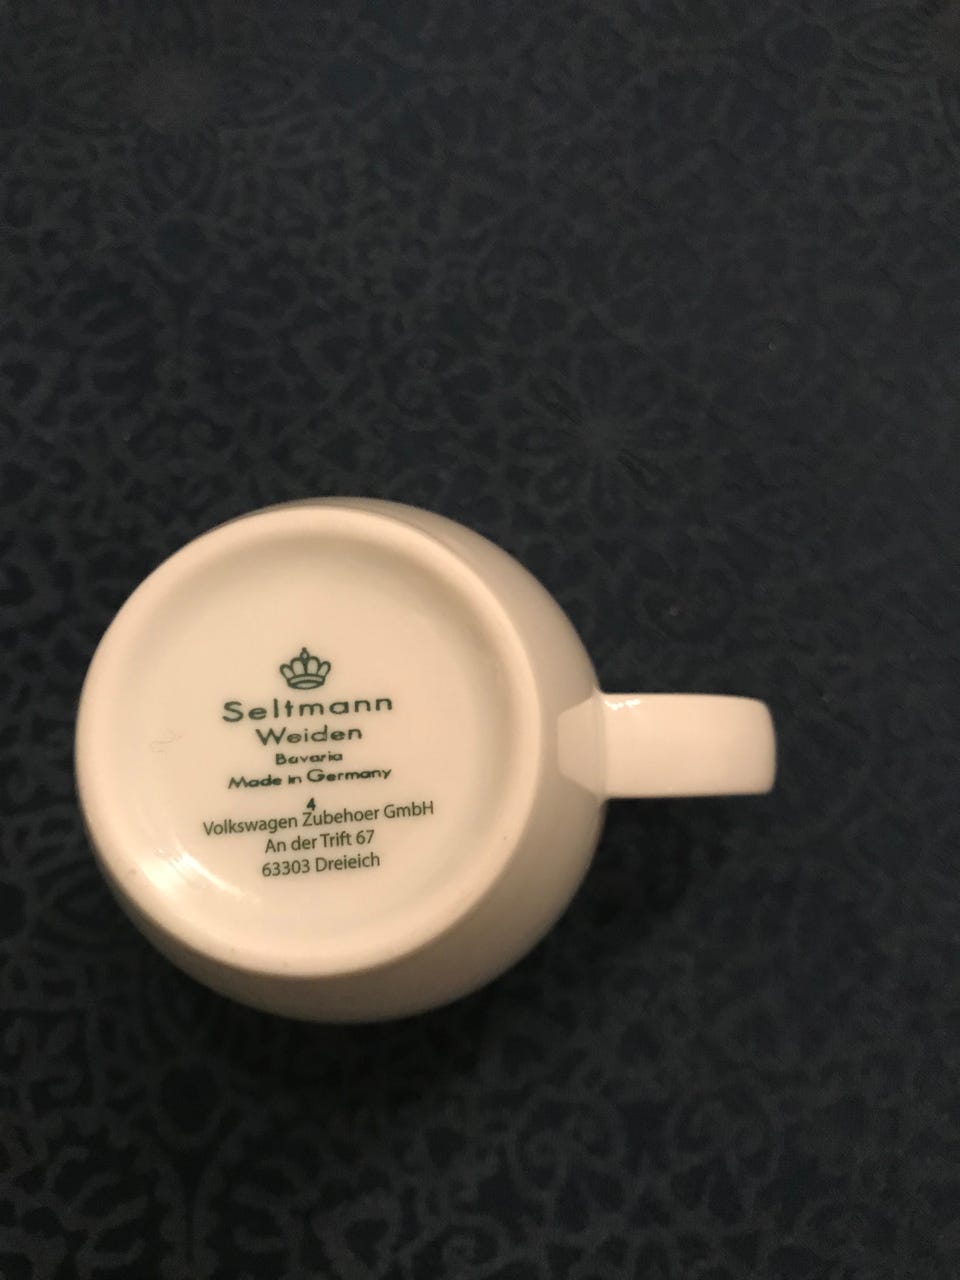 Seltmann
Weiden
Bavaria
Made in Germany
4
Volkswagen Zubehoer GmbH
An der Trift 67
63303 Dreieich